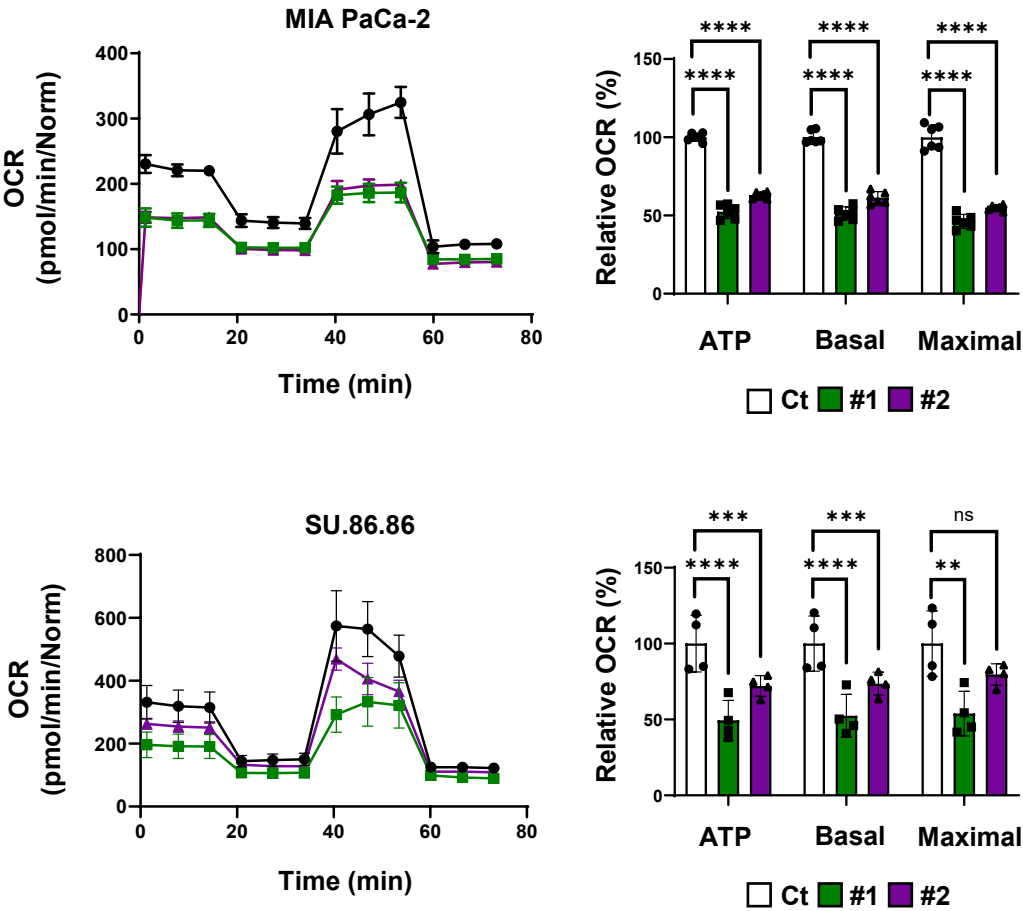 MIA PaCa-2
OCR
(pmol/min/Norm)
400
300
200
100
0
0 20 40 60 80
Time (min)
Relative OCR (%)
150
100
50
0
**** **** ****
**** **** ****
ATP Basal Maximal
Ct #1 #2
SU.86.86
OCR
(pmol/min/Norm)
800
600
400
200
0
0 20 40 60 80
Time (min)
Relative OCR (%)
150
100
50
0
*** *** ns
**** **** **
ATP Basal Maximal
Ct #1 #2